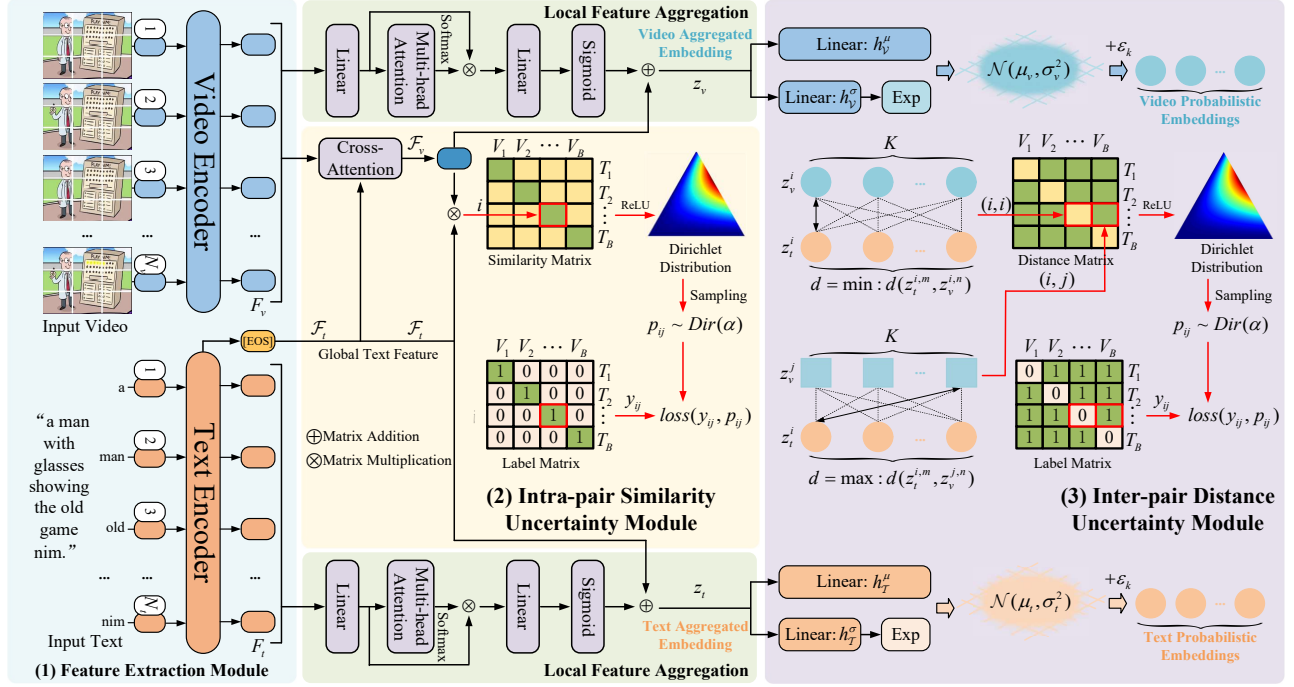 Local Feature Aggregation
Video Aggregated
Embedding
Linear
Multi-head
Attention
Softmax
⊗
Linear
Sigmoid
⊕
z_v
Linear: h_V^μ
Linear: h_V^σ
Exp
N(μ_v, σ_v^2)
+ε_k
...
Video Probabilistic
Embeddings
1
2
3
...
...
...
N_v
Video Encoder
F_v
Input Video
Cross-
Attention
F_v
⊗
i
V_1 V_2 ··· V_B
T_1
T_2
⋮
T_B
Similarity Matrix
ReLU
Dirichlet
Distribution
Sampling
p_ij ~ Dir(α)
[EOS]
F_t
F_t
Global Text Feature
V_1 V_2 ··· V_B
1 0 0 0 T_1
0 1 0 0 T_2
0 0 1 0 ⋮
0 0 0 1 T_B
Label Matrix
y_ij
loss(y_ij, p_ij)
⊕Matrix Addition
⊗Matrix Multiplication
(2) Intra-pair Similarity
Uncertainty Module
K
z_v^i
...
z_t^i
...
d = min : d(z_t^{i,m}, z_v^{i,n})
(i, i)
V_1 V_2 ··· V_B
T_1
T_2
⋮
T_B
Distance Matrix
(i, j)
ReLU
Dirichlet
Distribution
Sampling
p_ij ~ Dir(α)
K
z_v^j
...
z_t^i
...
d = max : d(z_t^{i,m}, z_v^{j,n})
V_1 V_2 ··· V_B
0 1 1 1 T_1
1 0 1 1 T_2
1 1 0 1 ⋮
1 1 1 0 T_B
Label Matrix
y_ij
loss(y_ij, p_ij)
(3) Inter-pair Distance
Uncertainty Module
“a man
with
glasses
showing
the old
game
nim.”
a
1
man
2
old
3
...
...
...
nim
N_t
Text Encoder
F_t
Input Text
(1) Feature Extraction Module
Linear
Multi-head
Attention
Softmax
⊗
Linear
Sigmoid
⊕
z_t
Text Aggregated
Embedding
Local Feature Aggregation
Linear: h_T^μ
Linear: h_T^σ
Exp
N(μ_t, σ_t^2)
+ε_k
...
Text Probabilistic
Embeddings